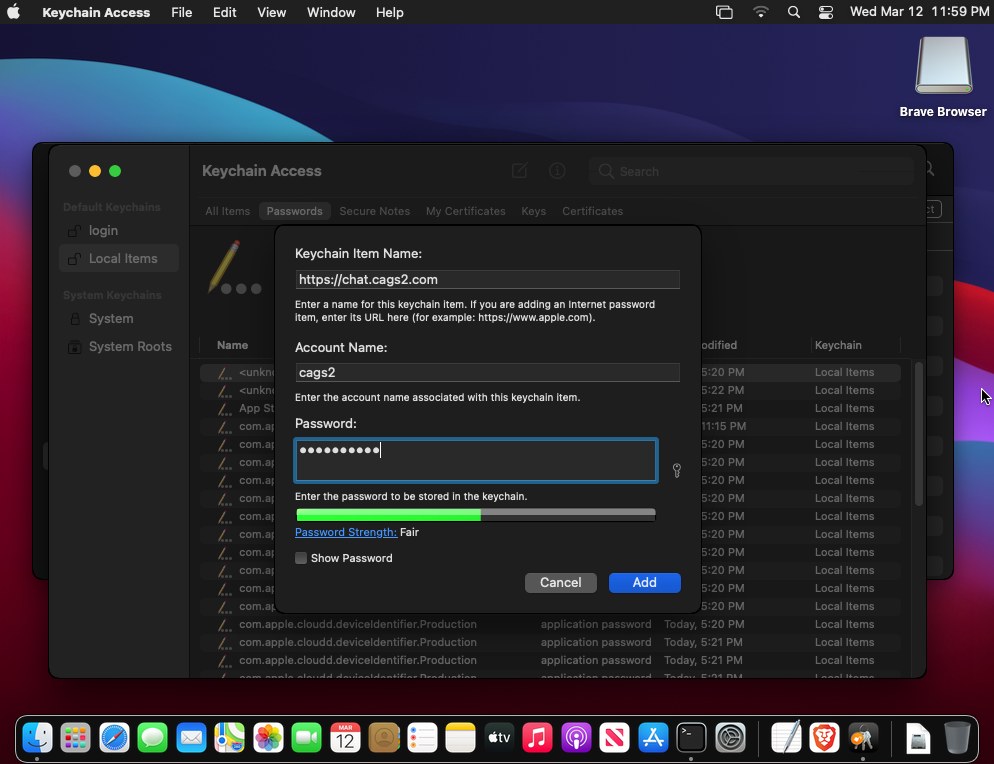 Keychain Access File Edit View Window Help Wed Mar 12 11:59 PM
Brave Browser
Keychain Access
Search
Default Keychains
login
Local Items
System Keychains
System
System Roots
All Items Passwords Secure Notes My Certificates Keys Certificates
Keychain Item Name:
https://chat.cags2.com
Enter a name for this keychain item. If you are adding an Internet password
item, enter its URL here (for example: https://www.apple.com).
Account Name:
cags2
Enter the account name associated with this keychain item.
Password:
Enter the password to be stored in the keychain.
Password Strength: Fair
Show Password
Cancel Add
Name Keychain
5:20 PM Local Items
5:22 PM Local Items
App St 5:21 PM Local Items
com.ap 11:15 PM Local Items
com.ap 5:20 PM Local Items
com.ap 5:20 PM Local Items
com.ap 5:20 PM Local Items
com.ap 5:20 PM Local Items
com.ap 5:20 PM Local Items
com.ap 5:20 PM Local Items
com.ap 5:20 PM Local Items
com.ap 5:20 PM Local Items
com.ap 5:20 PM Local Items
com.ap 5:20 PM Local Items
com.apple.cloudd.deviceIdentifier.Production application password Today, 5:20 PM Local Items
com.apple.cloudd.deviceIdentifier.Production application password Today, 5:21 PM Local Items
com.apple.cloudd.deviceIdentifier.Production application password Today, 5:21 PM Local Items
MAR
12
tv